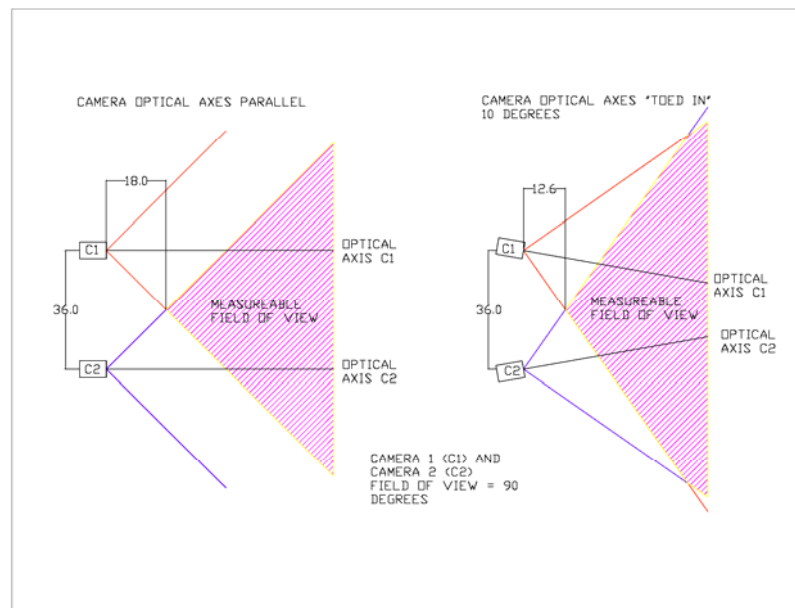 CAMERA OPTICAL AXES PARALLEL
18.0
C1
OPTICAL
AXIS C1
36.0
MEASUREABLE
FIELD OF VIEW
C2
OPTICAL
AXIS C2
CAMERA OPTICAL AXES "TOED IN"
10 DEGREES
12.6
C1
OPTICAL
AXIS C1
36.0
MEASUREABLE
FIELD OF VIEW
OPTICAL
AXIS C2
C2
CAMERA 1 (C1) AND
CAMERA 2 (C2)
FIELD OF VIEW = 90
DEGREES